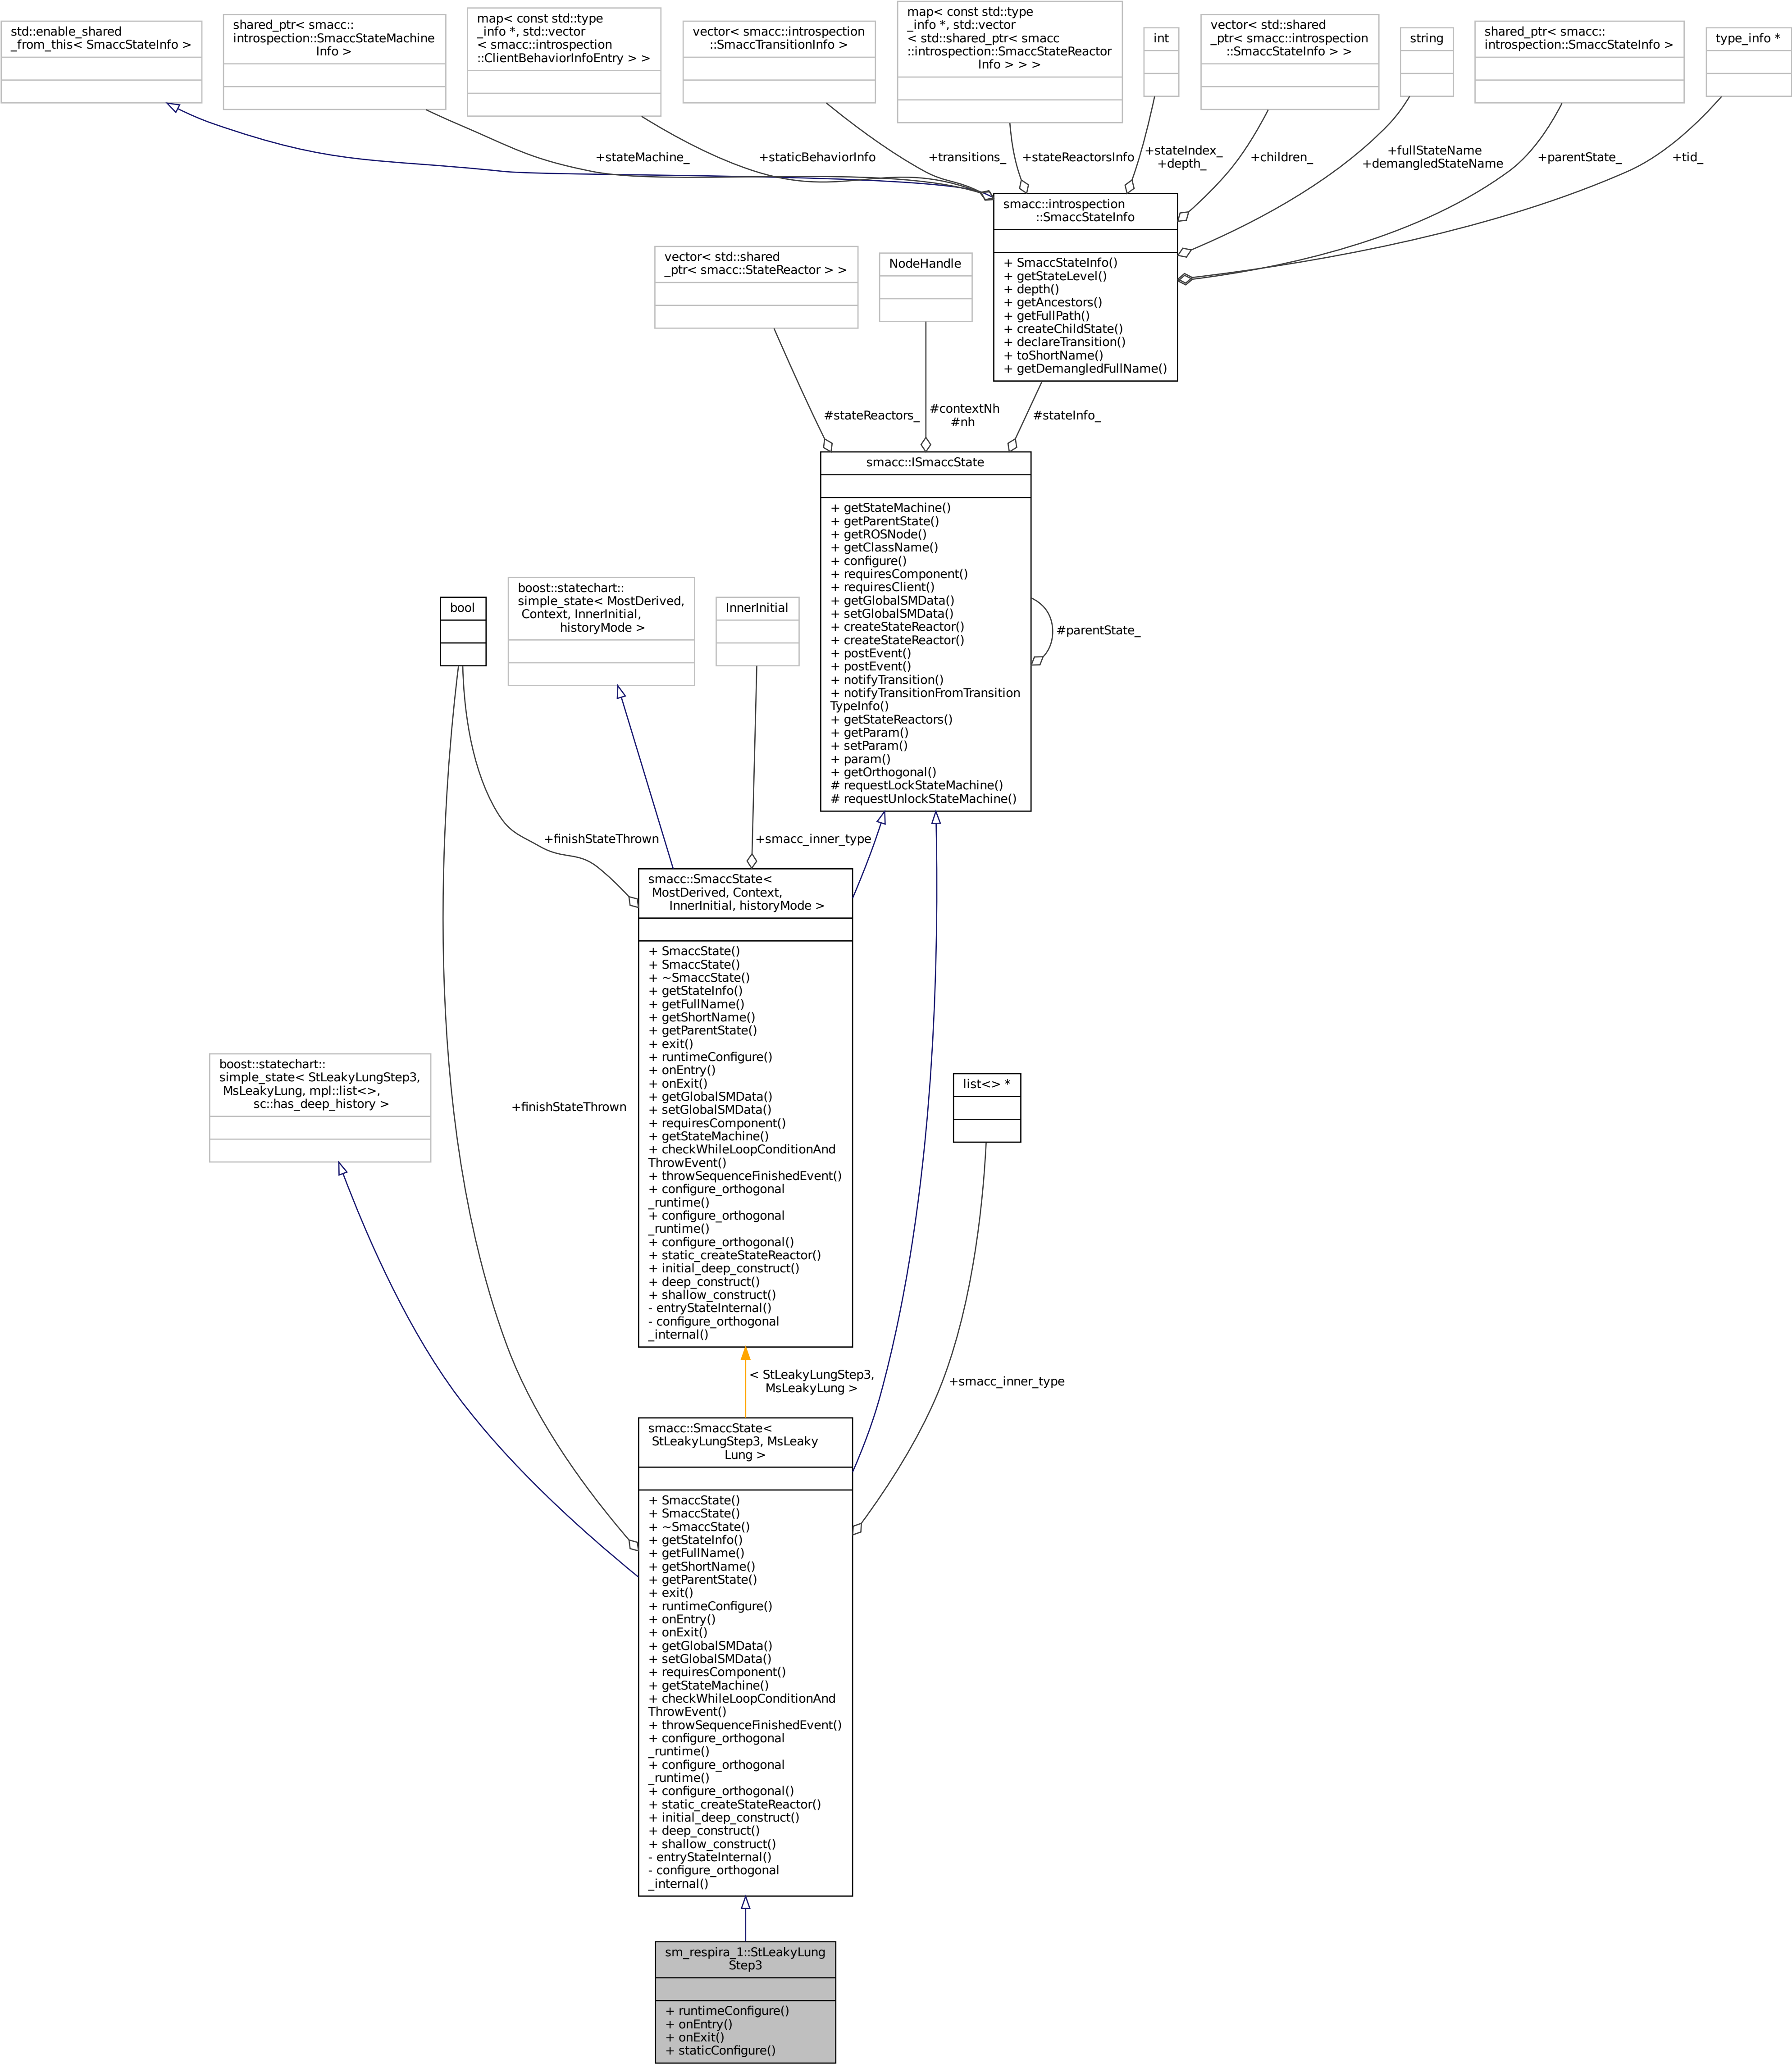 std::enable_shared
_from_this< SmaccStateInfo >
shared_ptr< smacc::
introspection::SmaccStateMachine
Info >
map< const std::type
_info *, std::vector
< smacc::introspection
::ClientBehaviorInfoEntry > >
vector< smacc::introspection
::SmaccTransitionInfo >
map< const std::type
_info *, std::vector
< std::shared_ptr< smacc
::introspection::SmaccStateReactor
Info > > >
int
vector< std::shared
_ptr< smacc::introspection
::SmaccStateInfo > >
string
shared_ptr< smacc::
introspection::SmaccStateInfo >
type_info *
+stateMachine_
+staticBehaviorInfo
+transitions_
+stateReactorsInfo
+stateIndex_
+depth_
+children_
+fullStateName
+demangledStateName
+parentState_
+tid_
smacc::introspection
::SmaccStateInfo
+ SmaccStateInfo()
+ getStateLevel()
+ depth()
+ getAncestors()
+ getFullPath()
+ createChildState()
+ declareTransition()
+ toShortName()
+ getDemangledFullName()
vector< std::shared
_ptr< smacc::StateReactor > >
NodeHandle
#stateReactors_
#contextNh
#nh
#stateInfo_
smacc::ISmaccState
+ getStateMachine()
+ getParentState()
+ getROSNode()
+ getClassName()
+ configure()
+ requiresComponent()
+ requiresClient()
+ getGlobalSMData()
+ setGlobalSMData()
+ createStateReactor()
+ createStateReactor()
+ postEvent()
+ postEvent()
+ notifyTransition()
+ notifyTransitionFromTransition
TypeInfo()
+ getStateReactors()
+ getParam()
+ setParam()
+ param()
+ getOrthogonal()
# requestLockStateMachine()
# requestUnlockStateMachine()
#parentState_
bool
boost::statechart::
simple_state< MostDerived,
Context, InnerInitial,
historyMode >
InnerInitial
+finishStateThrown
+smacc_inner_type
smacc::SmaccState<
MostDerived, Context,
InnerInitial, historyMode >
+ SmaccState()
+ SmaccState()
+ ~SmaccState()
+ getStateInfo()
+ getFullName()
+ getShortName()
+ getParentState()
+ exit()
+ runtimeConfigure()
+ onEntry()
+ onExit()
+ getGlobalSMData()
+ setGlobalSMData()
+ requiresComponent()
+ getStateMachine()
+ checkWhileLoopConditionAnd
ThrowEvent()
+ throwSequenceFinishedEvent()
+ configure_orthogonal
_runtime()
+ configure_orthogonal
_runtime()
+ configure_orthogonal()
+ static_createStateReactor()
+ initial_deep_construct()
+ deep_construct()
+ shallow_construct()
- entryStateInternal()
- configure_orthogonal
_internal()
boost::statechart::
simple_state< StLeakyLungStep3,
MsLeakyLung, mpl::list<>,
sc::has_deep_history >
+finishStateThrown
list<> *
< StLeakyLungStep3,
MsLeakyLung >
+smacc_inner_type
smacc::SmaccState<
StLeakyLungStep3, MsLeaky
Lung >
+ SmaccState()
+ SmaccState()
+ ~SmaccState()
+ getStateInfo()
+ getFullName()
+ getShortName()
+ getParentState()
+ exit()
+ runtimeConfigure()
+ onEntry()
+ onExit()
+ getGlobalSMData()
+ setGlobalSMData()
+ requiresComponent()
+ getStateMachine()
+ checkWhileLoopConditionAnd
ThrowEvent()
+ throwSequenceFinishedEvent()
+ configure_orthogonal
_runtime()
+ configure_orthogonal
_runtime()
+ configure_orthogonal()
+ static_createStateReactor()
+ initial_deep_construct()
+ deep_construct()
+ shallow_construct()
- entryStateInternal()
- configure_orthogonal
_internal()
sm_respira_1::StLeakyLung
Step3
+ runtimeConfigure()
+ onEntry()
+ onExit()
+ staticConfigure()